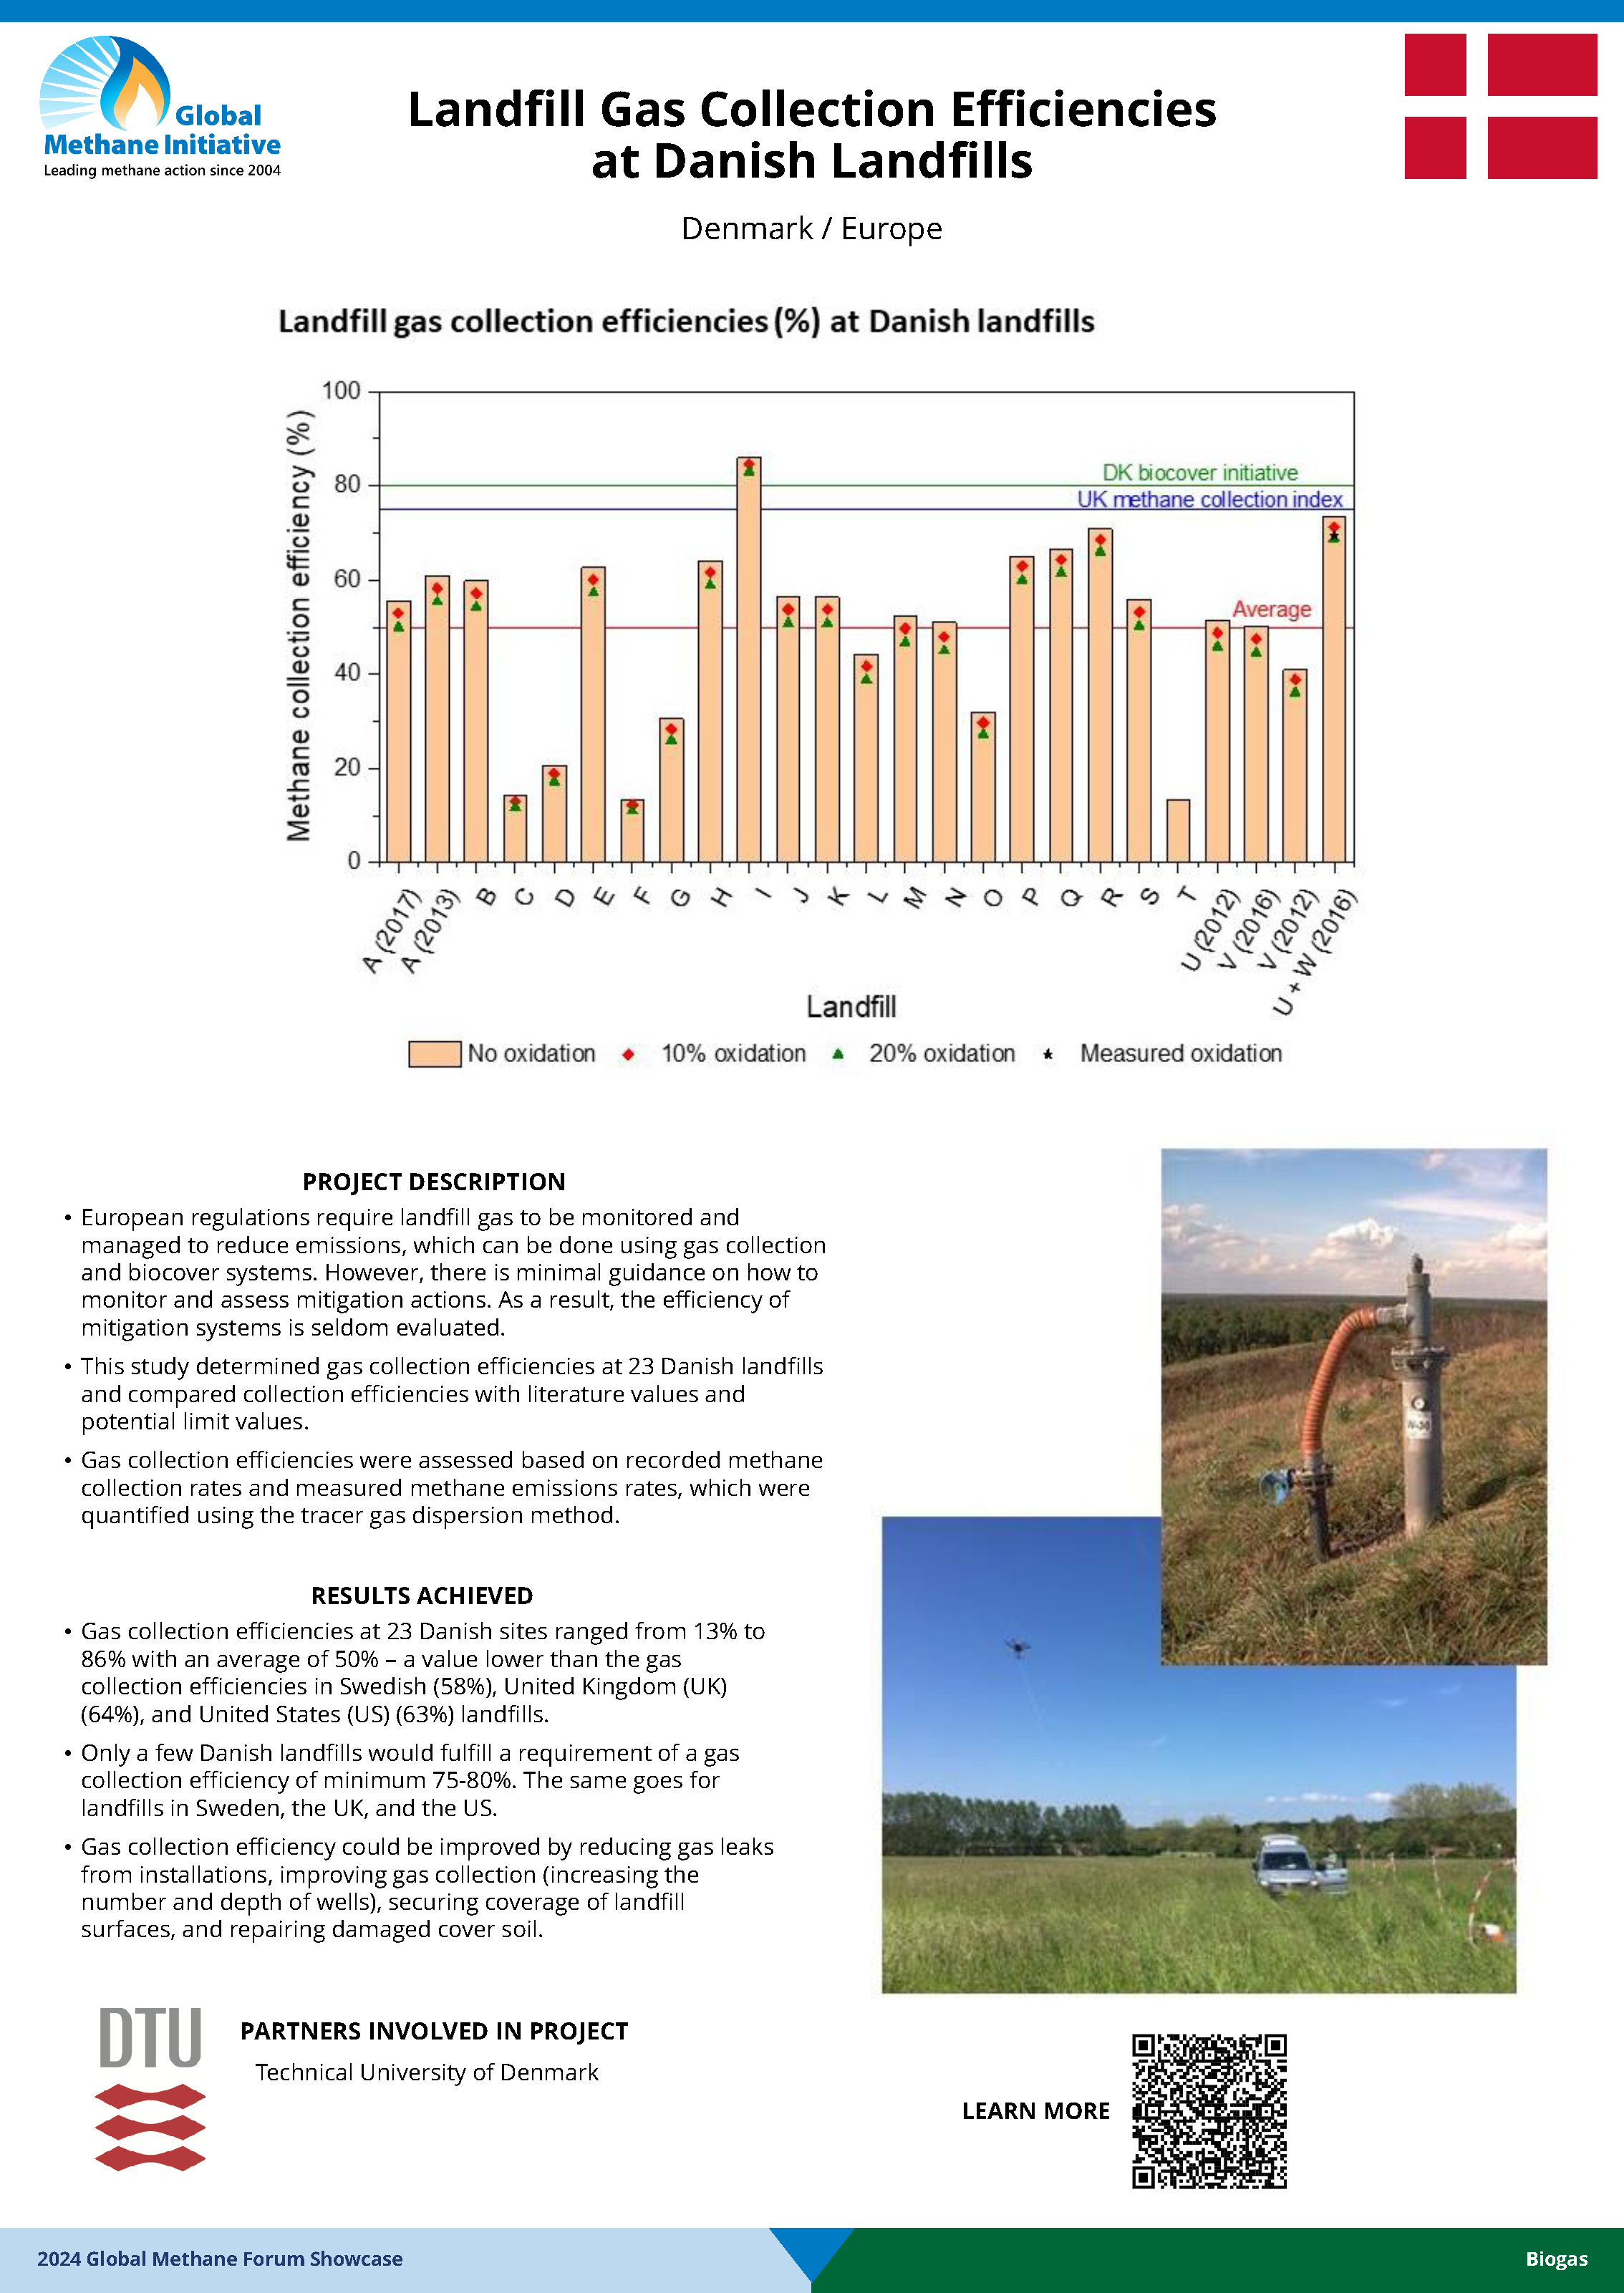 Global
Methane Initiative
Leading methane action since 2004
Landfill Gas Collection Efficiencies
at Danish Landfills
Denmark / Europe
Landfill gas collection efficiencies (%) at Danish landfills
Methane collection efficiency (%)
100
80
60
40
20
0
DK biocover initiative
UK methane collection index
Average
A (2017)
A (2013)
B
C
D
E
F
G
H
I
J
K
L
M
N
O
P
Q
R
S
T
U (2012)
V (2016)
V (2012)
U + W (2016)
Landfill
No oxidation 10% oxidation 20% oxidation Measured oxidation
PROJECT DESCRIPTION
• European regulations require landfill gas to be monitored and
managed to reduce emissions, which can be done using gas collection
and biocover systems. However, there is minimal guidance on how to
monitor and assess mitigation actions. As a result, the efficiency of
mitigation systems is seldom evaluated.
• This study determined gas collection efficiencies at 23 Danish landfills
and compared collection efficiencies with literature values and
potential limit values.
• Gas collection efficiencies were assessed based on recorded methane
collection rates and measured methane emissions rates, which were
quantified using the tracer gas dispersion method.
RESULTS ACHIEVED
• Gas collection efficiencies at 23 Danish sites ranged from 13% to
86% with an average of 50% – a value lower than the gas
collection efficiencies in Swedish (58%), United Kingdom (UK)
(64%), and United States (US) (63%) landfills.
• Only a few Danish landfills would fulfill a requirement of a gas
collection efficiency of minimum 75-80%. The same goes for
landfills in Sweden, the UK, and the US.
• Gas collection efficiency could be improved by reducing gas leaks
from installations, improving gas collection (increasing the
number and depth of wells), securing coverage of landfill
surfaces, and repairing damaged cover soil.
DTU
PARTNERS INVOLVED IN PROJECT
Technical University of Denmark
LEARN MORE
2024 Global Methane Forum Showcase
Biogas